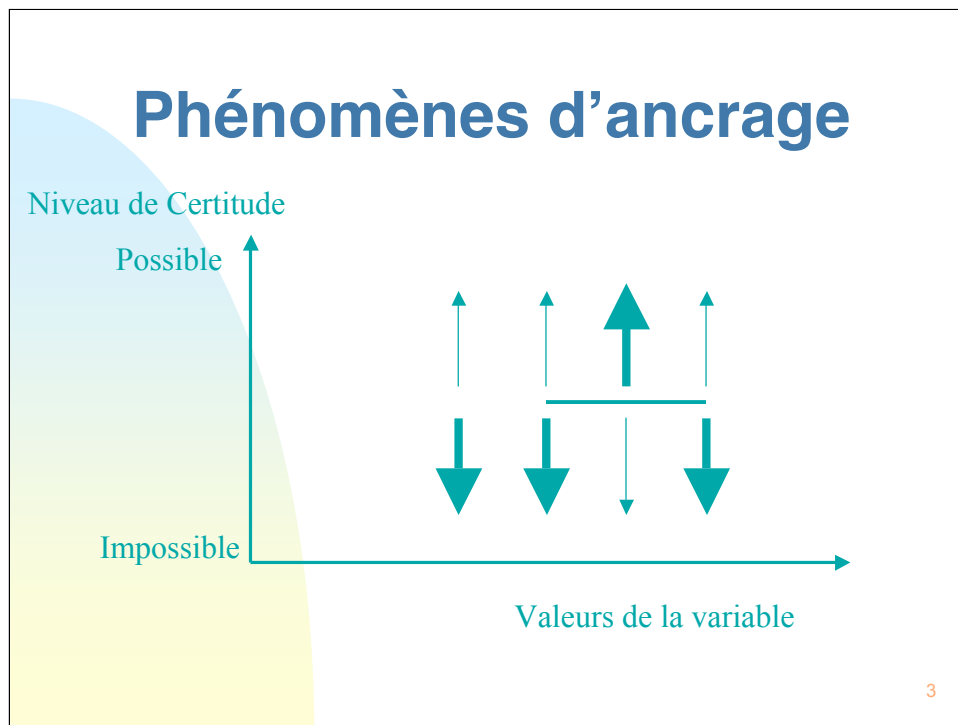 Phénomènes d’ancrage
Niveau de Certitude
Possible
Impossible
Valeurs de la variable
3